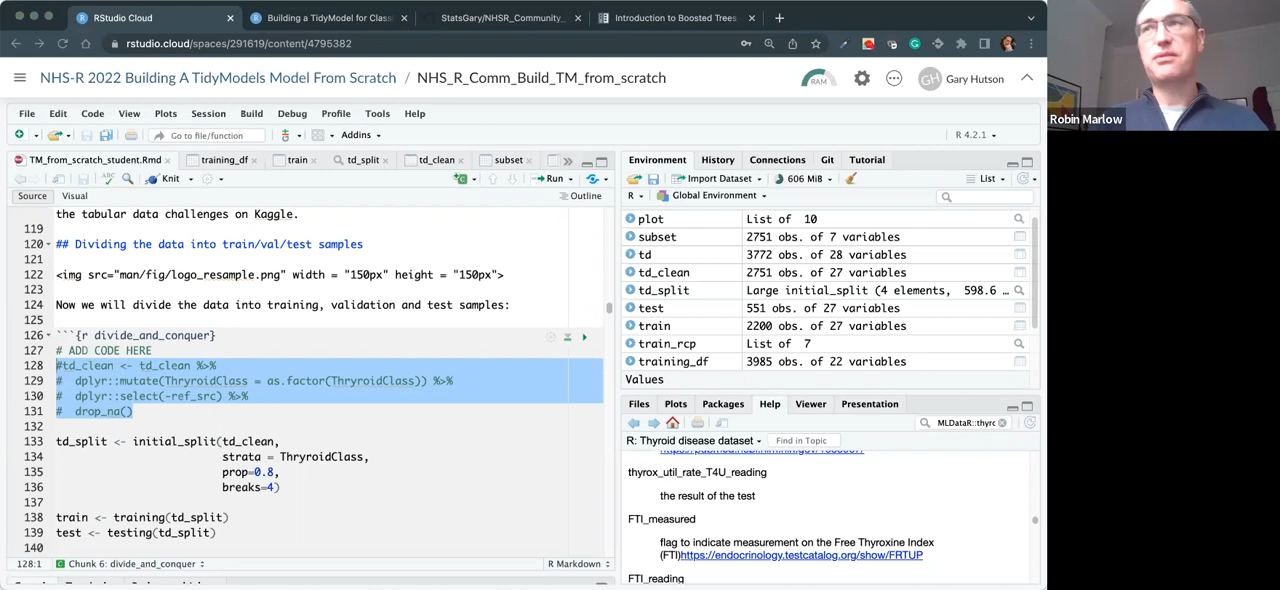 RStudio Cloud
Building a TidyModel for Class
StatsGary/NHSR_Community_
Introduction to Boosted Trees
rstudio.cloud/spaces/291619/content/4795382
NHS-R 2022 Building A TidyModels Model From Scratch / NHS_R_Comm_Build_TM_from_scratch
RAM
GH Gary Hutson
Robin Marlow
File Edit Code View Plots Session Build Debug Profile Tools Help
Go to file/function
Addins
R 4.2.1
TM_from_scratch_student.Rmd
training_df
train
td_split
td_clean
subset
Knit
Run
Source Visual
Outline
the tabular data challenges on Kaggle.
119
120 ## Dividing the data into train/val/test samples
121
122 <img src="man/fig/logo_resample.png" width = "150px" height = "150px">
123
124 Now we will divide the data into training, validation and test samples:
125
126 ```{r divide_and_conquer}
127 # ADD CODE HERE
128 #td_clean <- td_clean %>%
129 # dplyr::mutate(ThryroidClass = as.factor(ThryroidClass)) %>%
130 # dplyr::select(-ref_src) %>%
131 # drop_na()
132
133 td_split <- initial_split(td_clean,
134 strata = ThryroidClass,
135 prop=0.8,
136 breaks=4)
137
138 train <- training(td_split)
139 test <- testing(td_split)
140
128:1 Chunk 6: divide_and_conquer
R Markdown
Environment History Connections Git Tutorial
Import Dataset
606 MiB
List
R Global Environment
plot List of 10
subset 2751 obs. of 7 variables
td 3772 obs. of 28 variables
td_clean 2751 obs. of 27 variables
td_split Large initial_split (4 elements, 598.6 …
test 551 obs. of 27 variables
train 2200 obs. of 27 variables
train_rcp List of 7
training_df 3985 obs. of 22 variables
Values
Files Plots Packages Help Viewer Presentation
MLDataR::thyrc
R: Thyroid disease dataset
Find in Topic
thyrox_util_rate_T4U_reading
the result of the test
FTI_measured
flag to indicate measurement on the Free Thyroxine Index
(FTI)https://endocrinology.testcatalog.org/show/FRTUP
FTI_reading